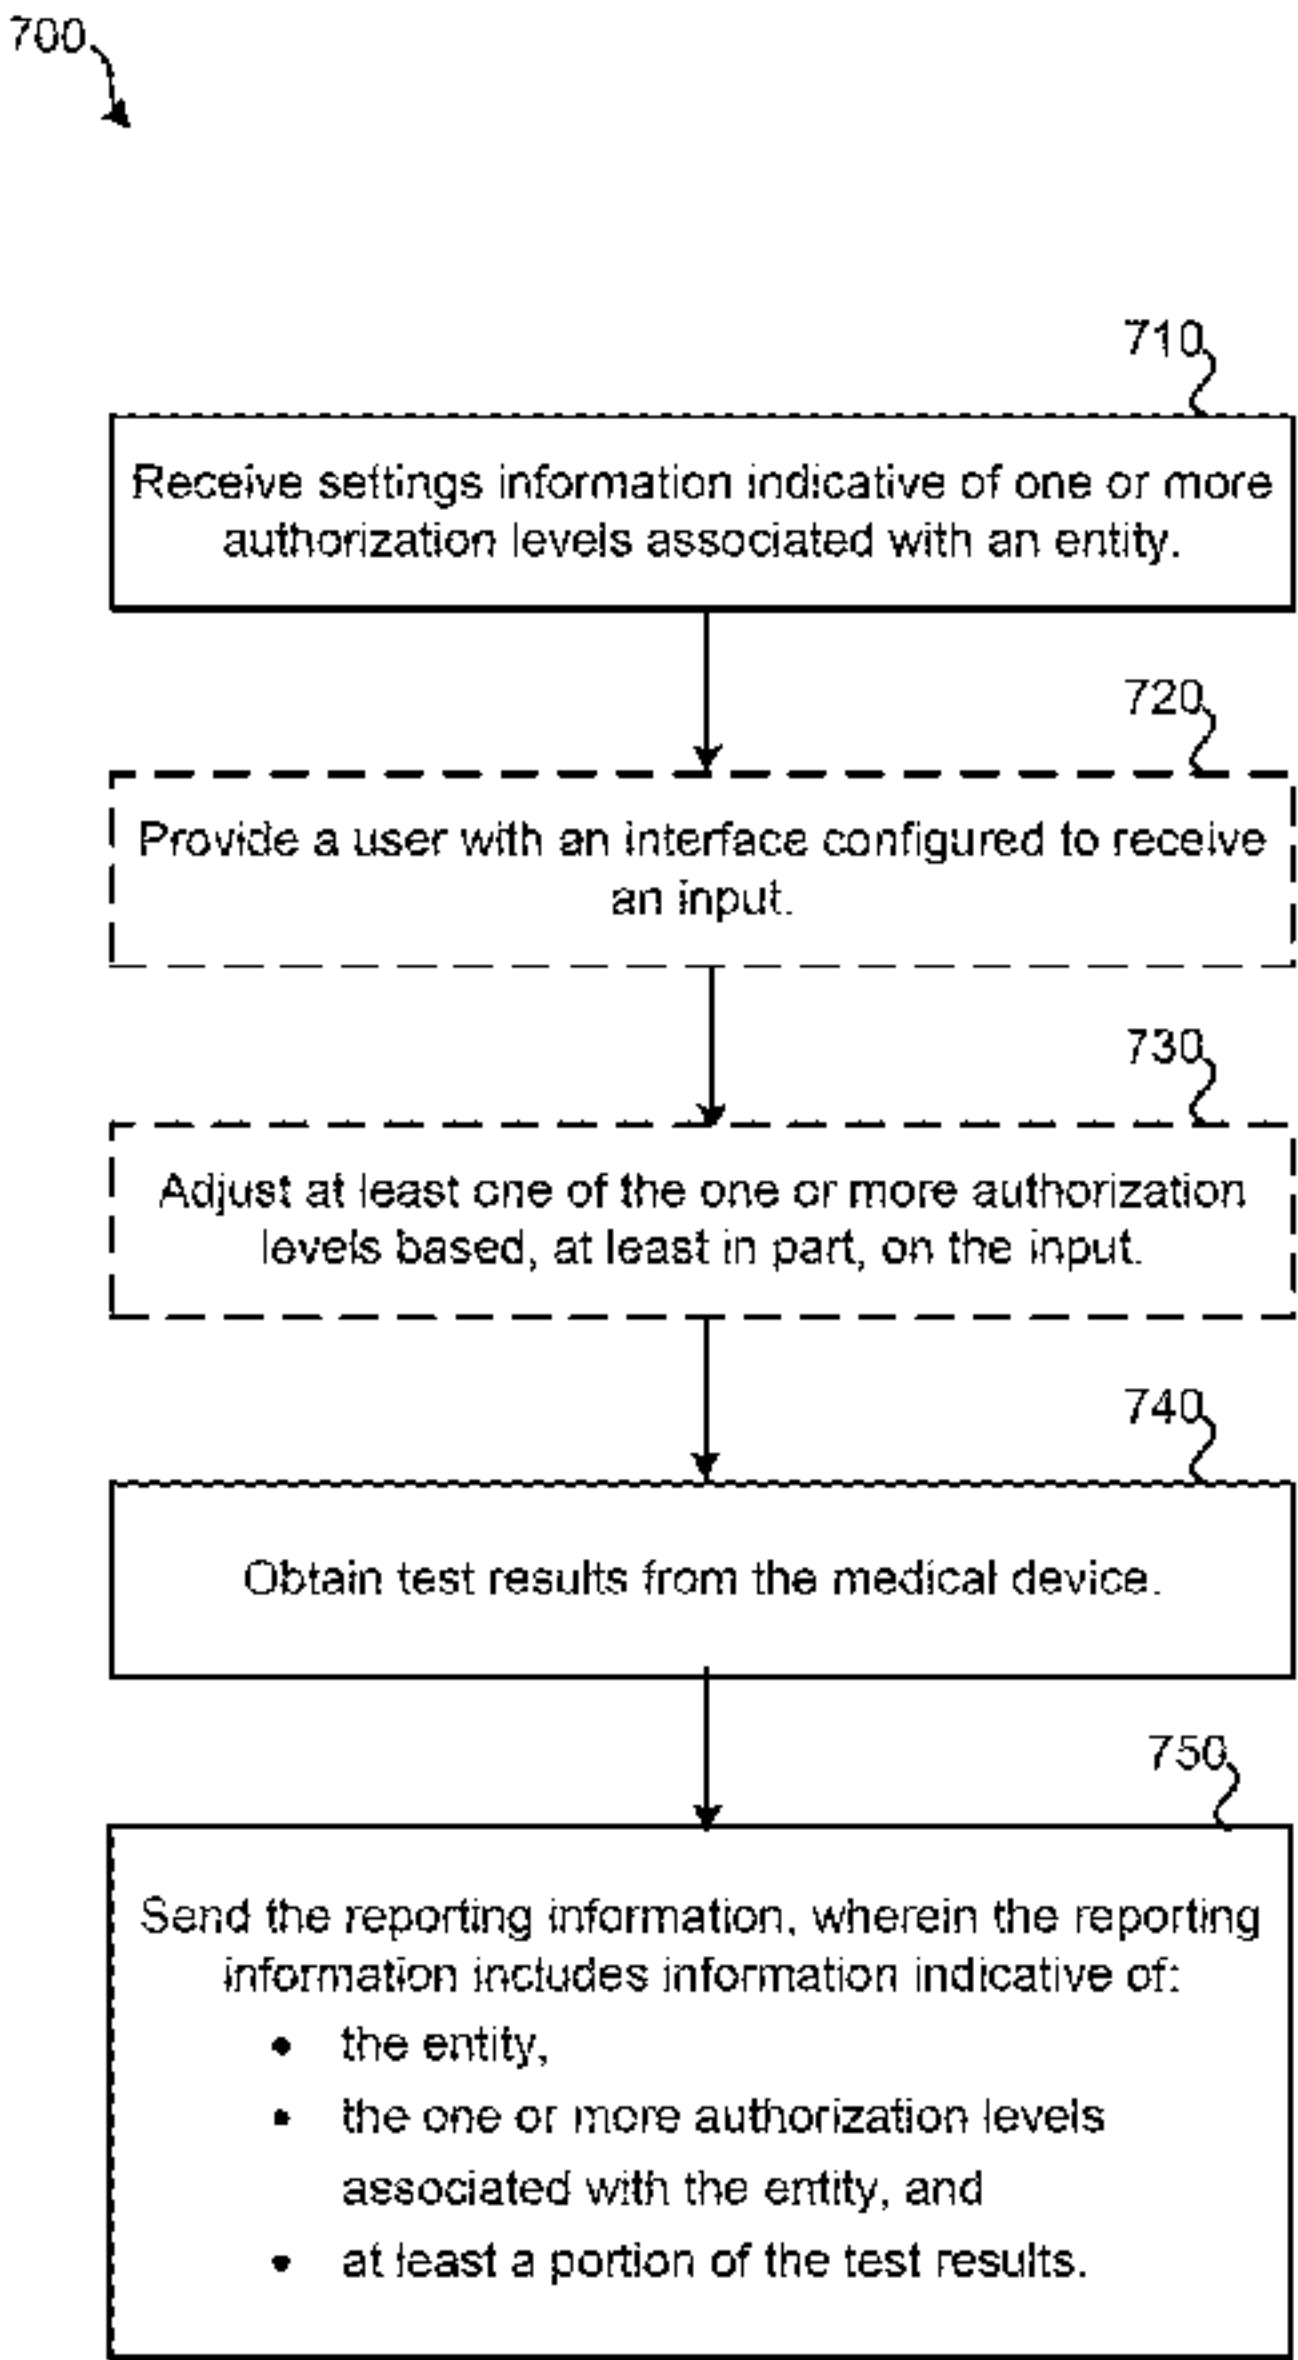 700
710
Receive settings information indicative of one or more
authorization levels associated with an entity.
720
Provide a user with an interface configured to receive
an input.
730
Adjust at least one of the one or more authorization
levels based, at least in part, on the input.
740
Obtain test results from the medical device.
750
Send the reporting information, wherein the reporting
information includes information indicative of:
• the entity,
• the one or more authorization levels
associated with the entity, and
• at least a portion of the test results.